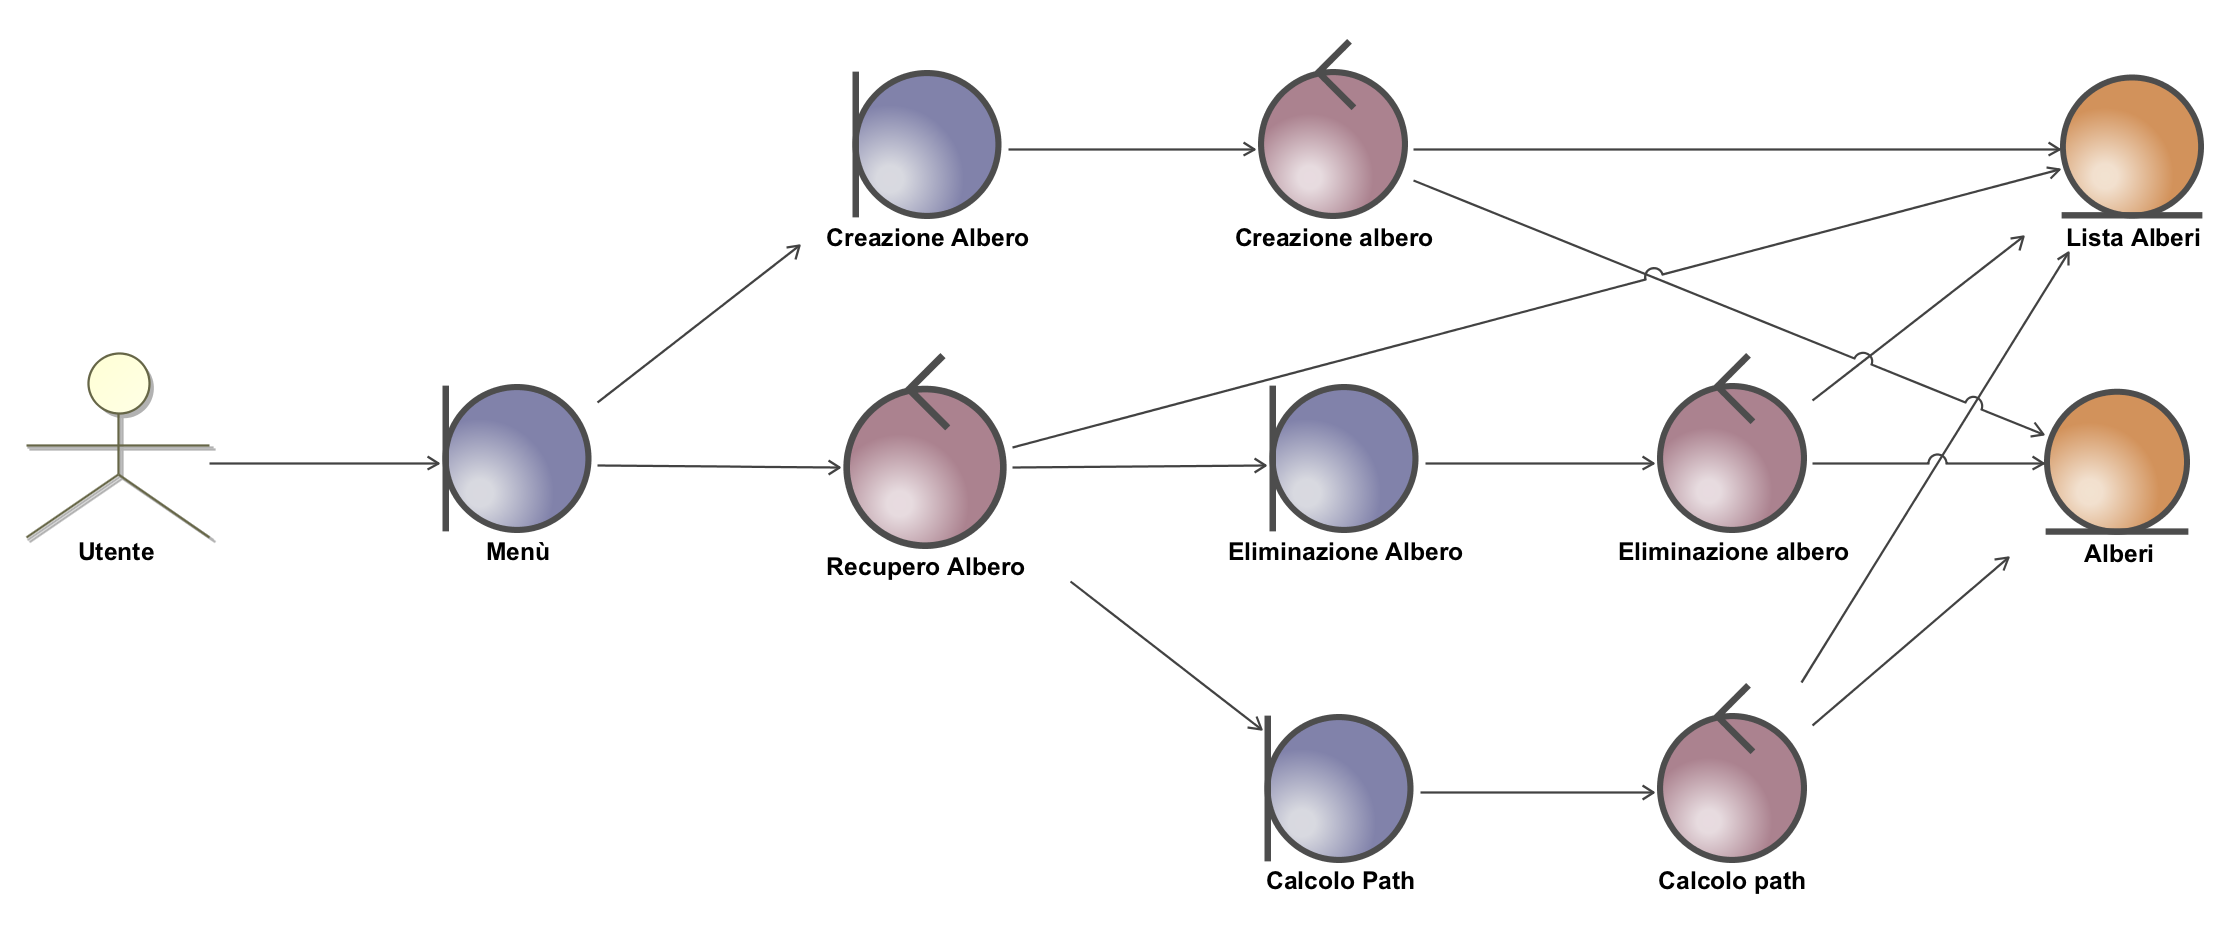 Creazione Albero
Creazione albero
Lista Alberi
Utente
Menù
Recupero Albero
Eliminazione Albero
Eliminazione albero
Alberi
Calcolo Path
Calcolo path